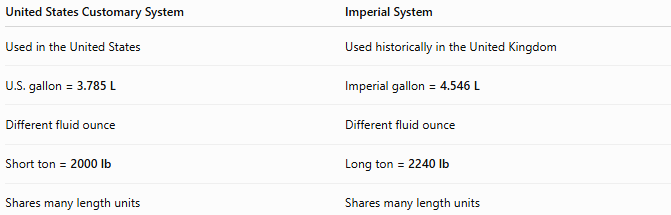 United States Customary System Imperial System
Used in the United States Used historically in the United Kingdom
U.S. gallon = 3.785 L Imperial gallon = 4.546 L
Different fluid ounce Different fluid ounce
Short ton = 2000 lb Long ton = 2240 lb
Shares many length units Shares many length units